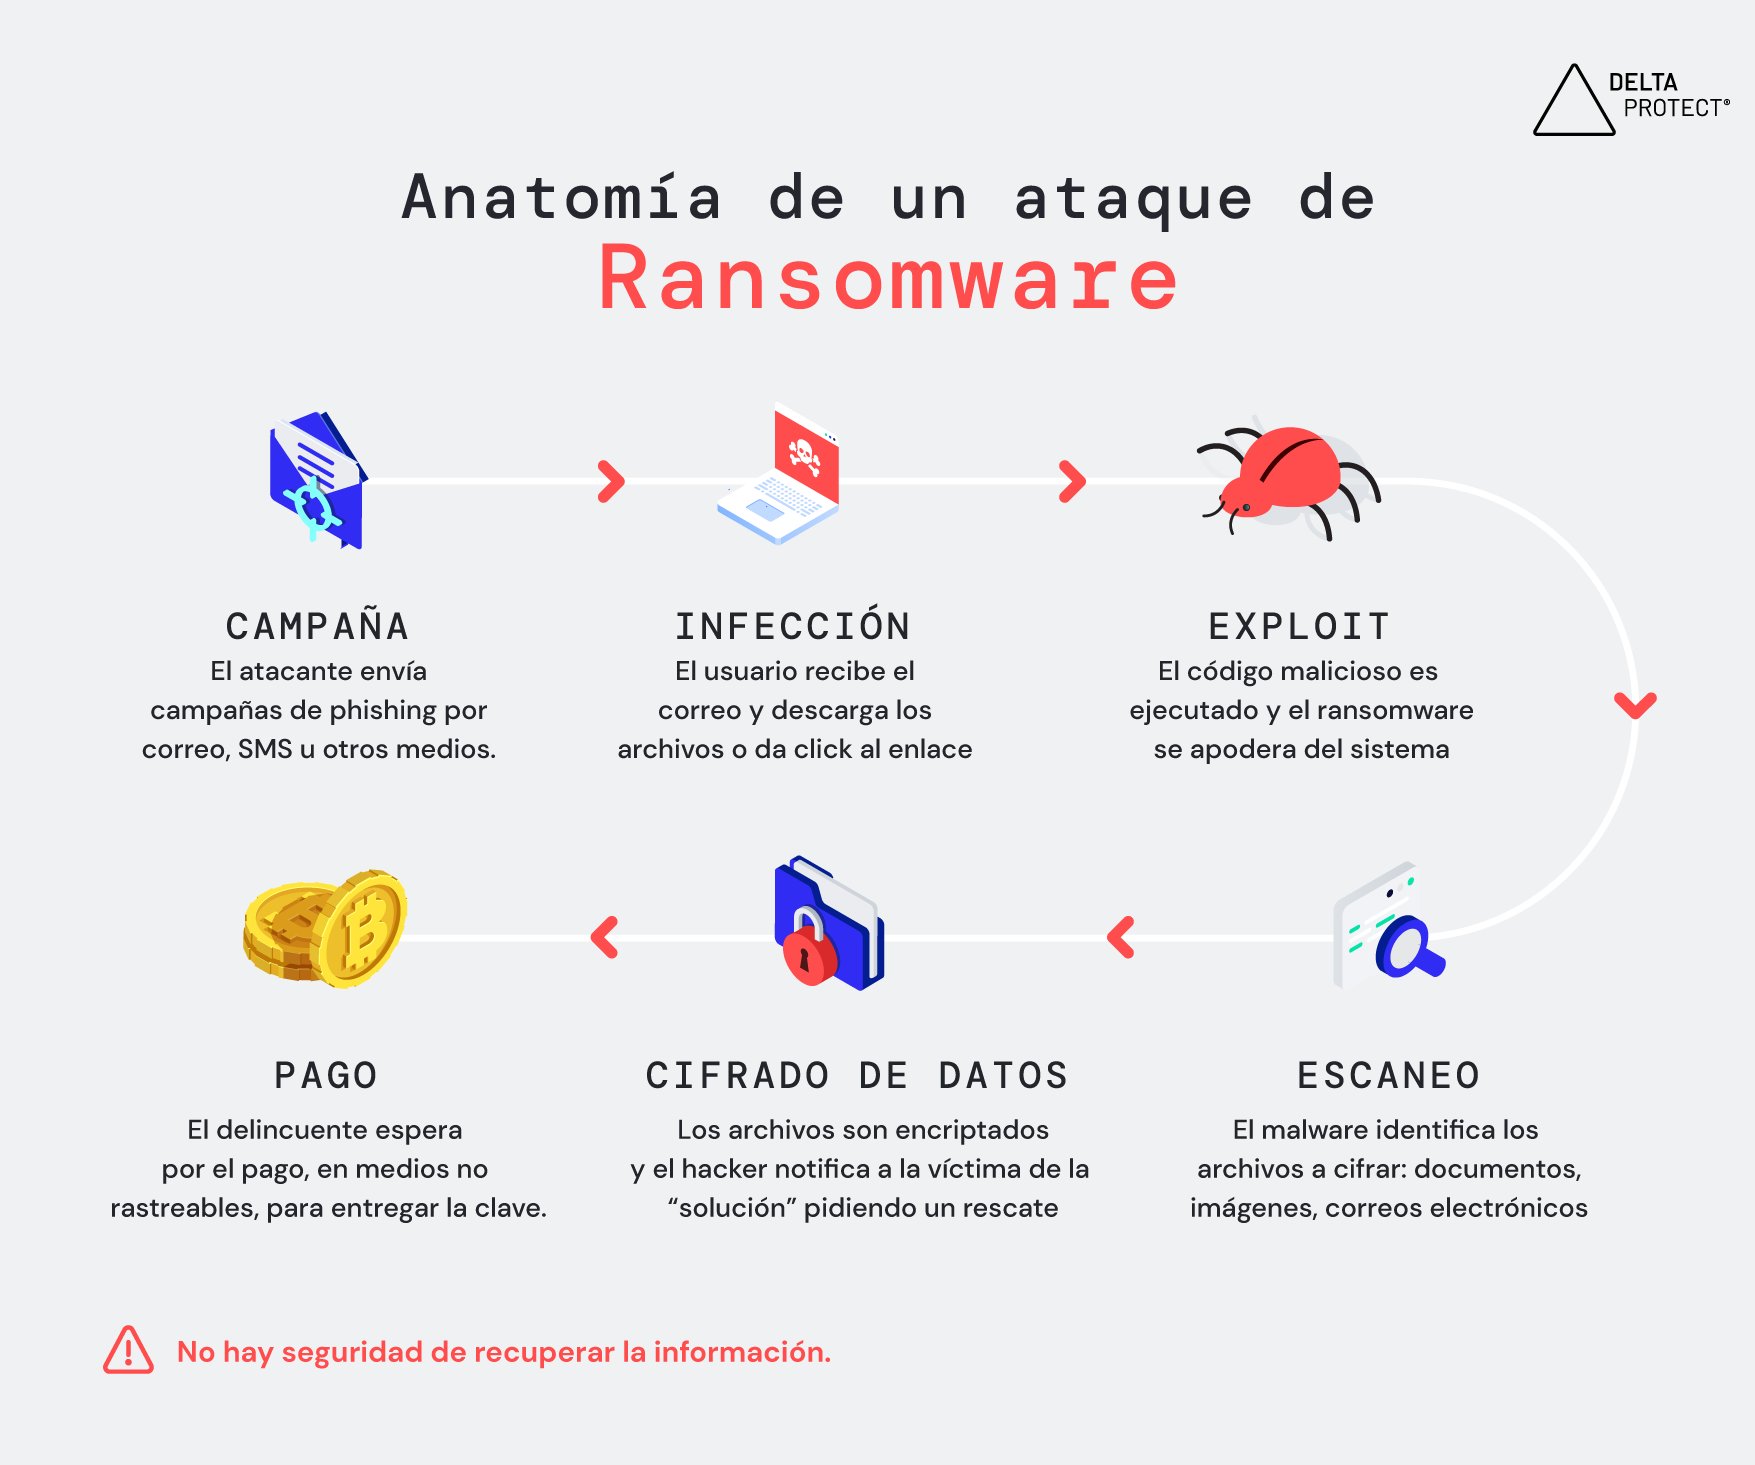 DELTA
PROTECT®
Anatomía de un ataque de
Ransomware
CAMPAÑA
El atacante envía
campañas de phishing por
correo, SMS u otros medios.
INFECCIÓN
El usuario recibe el
correo y descarga los
archivos o da click al enlace
EXPLOIT
El código malicioso es
ejecutado y el ransomware
se apodera del sistema
ESCANEO
El malware identifica los
archivos a cifrar: documentos,
imágenes, correos electrónicos
CIFRADO DE DATOS
Los archivos son encriptados
y el hacker notifica a la víctima de la
“solución” pidiendo un rescate
PAGO
El delincuente espera
por el pago, en medios no
rastreables, para entregar la clave.
No hay seguridad de recuperar la información.